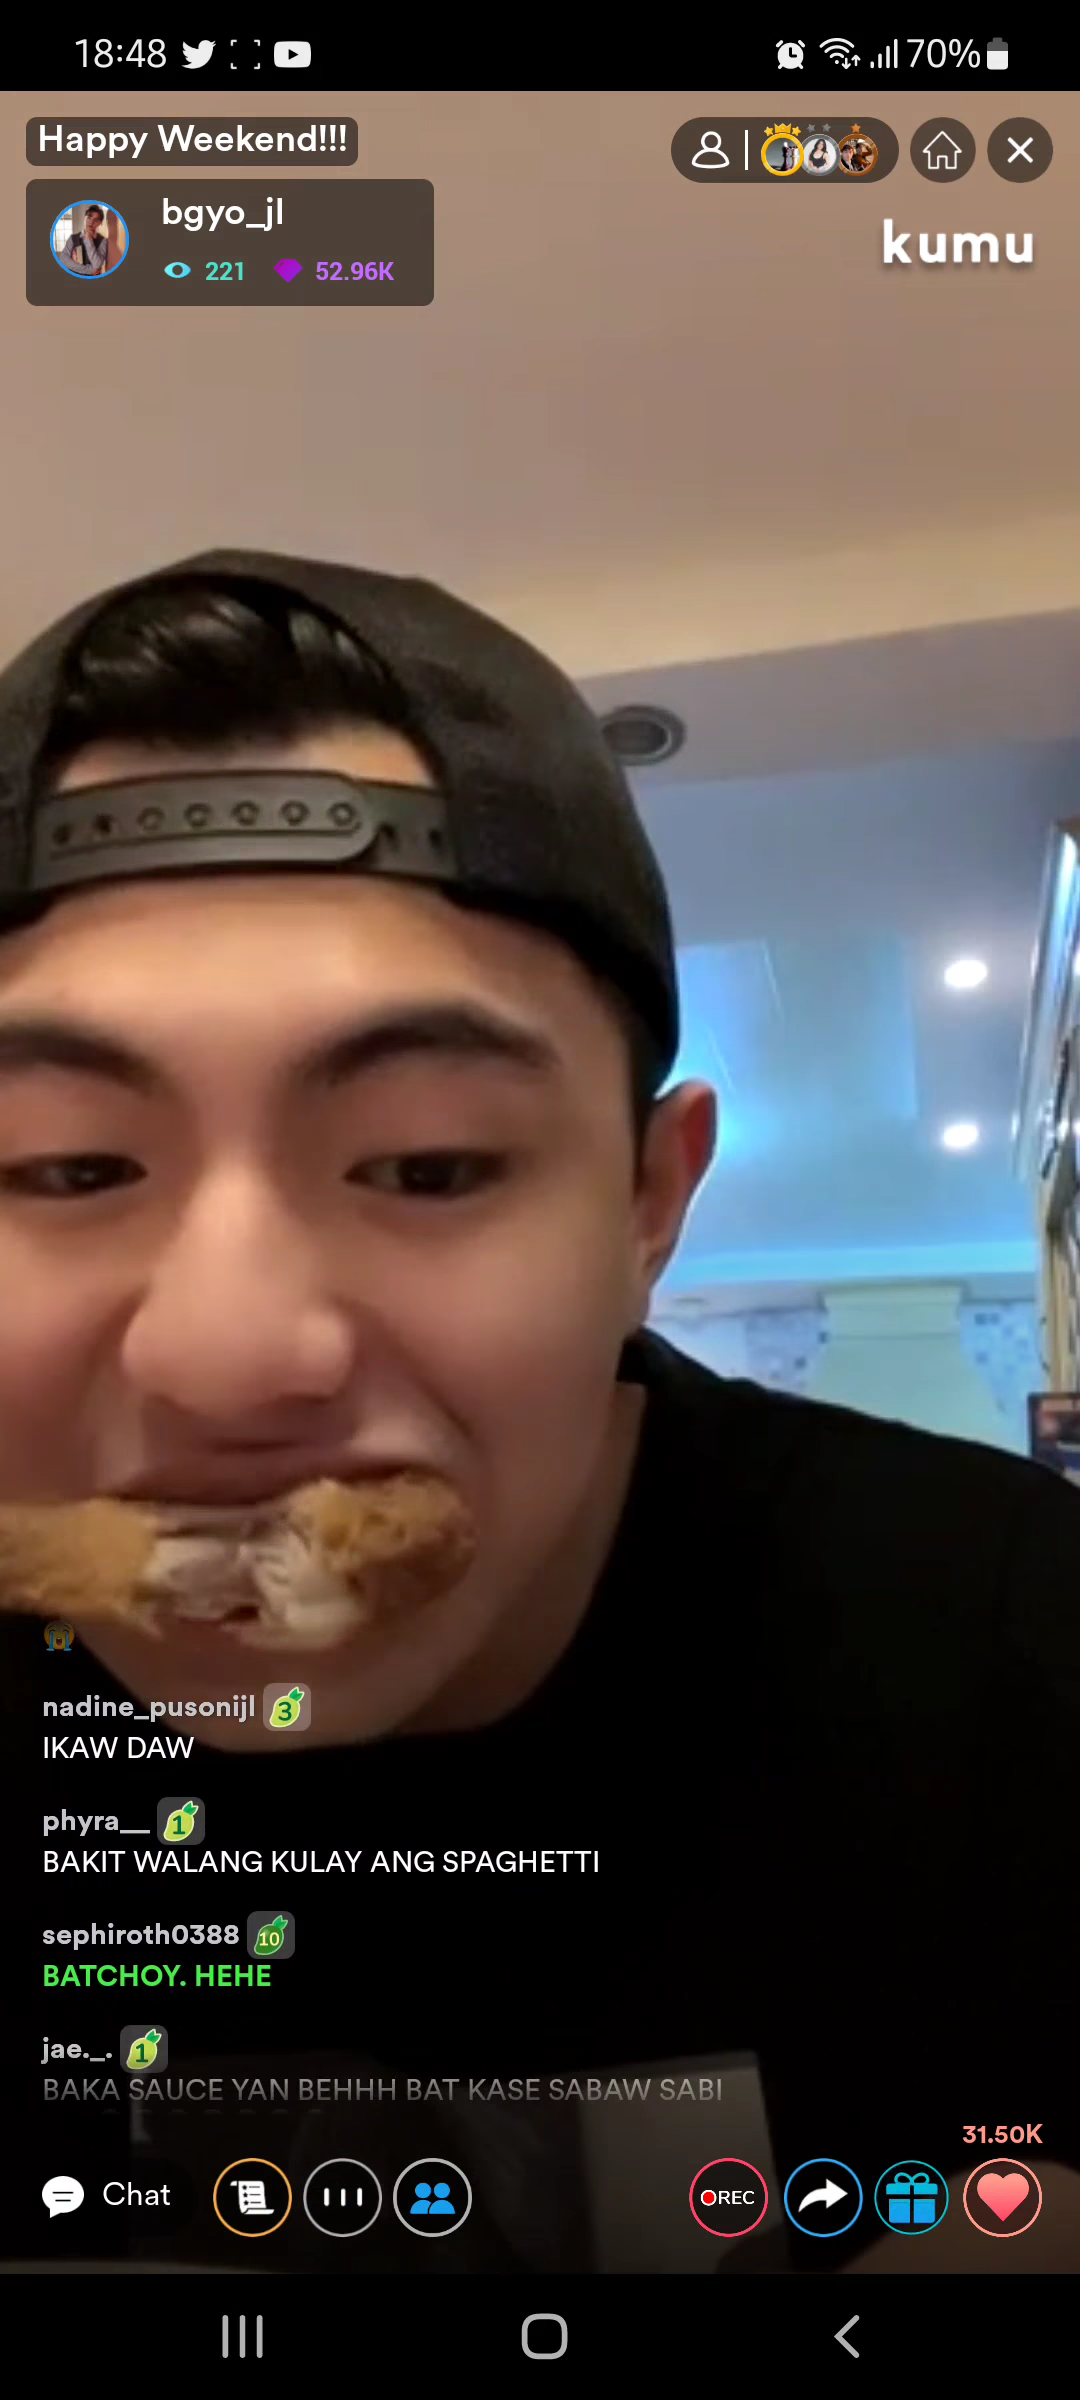 18:48
70%
Happy Weekend!!!
bgyo_jl
221 52.96K
kumu
nadine_pusonijl 3
IKAW DAW
phyra__ 1
BAKIT WALANG KULAY ANG SPAGHETTI
sephiroth0388 10
BATCHOY. HEHE
jae._. 1
BAKA SAUCE YAN BEHHH BAT KASE SABAW SABI
31.50K
Chat
REC